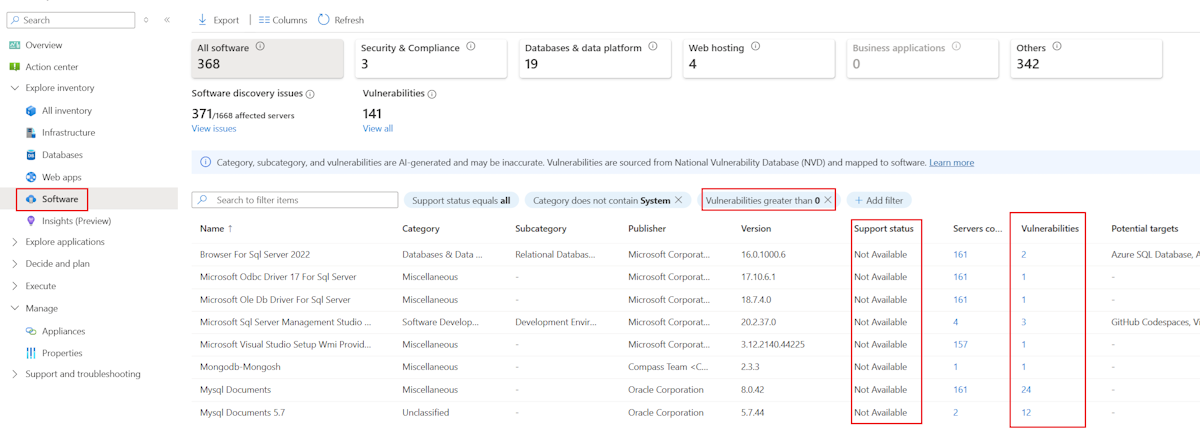 Search
Overview
Action center
Explore inventory
All inventory
Infrastructure
Databases
Web apps
Software
Insights (Preview)
Explore applications
Decide and plan
Execute
Manage
Appliances
Properties
Support and troubleshooting
Export Columns Refresh
All software
368
Security & Compliance
3
Databases & data platform
19
Web hosting
4
Business applications
0
Others
342
Software discovery issues
371/1668 affected servers
View issues
Vulnerabilities
141
View all
Category, subcategory, and vulnerabilities are AI-generated and may be inaccurate. Vulnerabilities are sourced from National Vulnerability Database (NVD) and mapped to software. Learn more
Search to filter items Support status equals all Category does not contain System Vulnerabilities greater than 0 Add filter
Name ↑ Category Subcategory Publisher Version Support status Servers co... Vulnerabilities Potential targets
Browser For Sql Server 2022 Databases & Data ... Relational Databas... Microsoft Corporat... 16.0.1000.6 Not Available 161 2 Azure SQL Database, A
Microsoft Odbc Driver 17 For Sql Server Miscellaneous - Microsoft Corporat... 17.10.6.1 Not Available 161 1 -
Microsoft Ole Db Driver For Sql Server Miscellaneous - Microsoft Corporat... 18.7.4.0 Not Available 161 1 -
Microsoft Sql Server Management Studio ... Software Develop... Development Envir... Microsoft Corporat... 20.2.37.0 Not Available 4 3 GitHub Codespaces, Vi
Microsoft Visual Studio Setup Wmi Provid... Miscellaneous - Microsoft Corporat... 3.12.2140.44225 Not Available 157 1 -
Mongodb-Mongosh Miscellaneous - Compass Team <C... 2.3.3 Not Available 1 1 -
Mysql Documents Miscellaneous - Oracle Corporation 8.0.42 Not Available 161 24 -
Mysql Documents 5.7 Unclassified - Oracle Corporation 5.7.44 Not Available 2 12 -